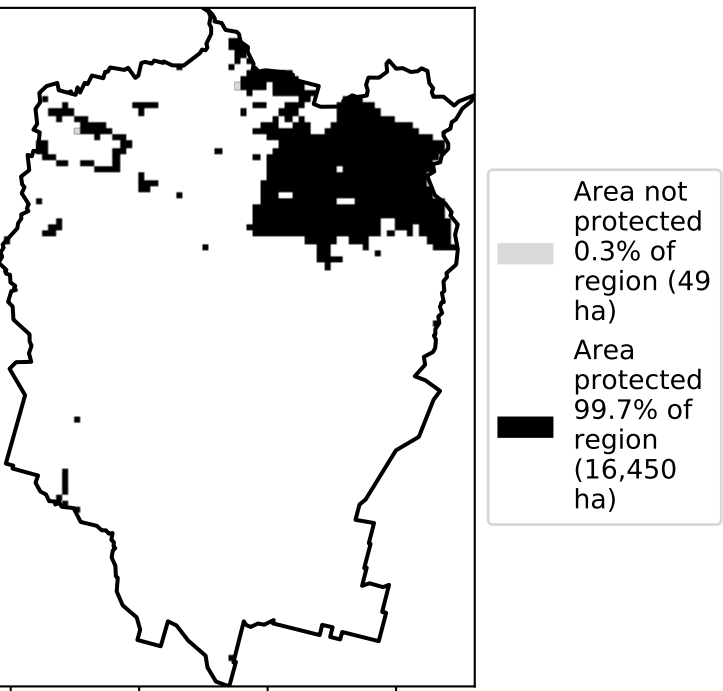 Area not
protected
0.3% of
region (49
ha)
Area
protected
99.7% of
region
(16,450
ha)